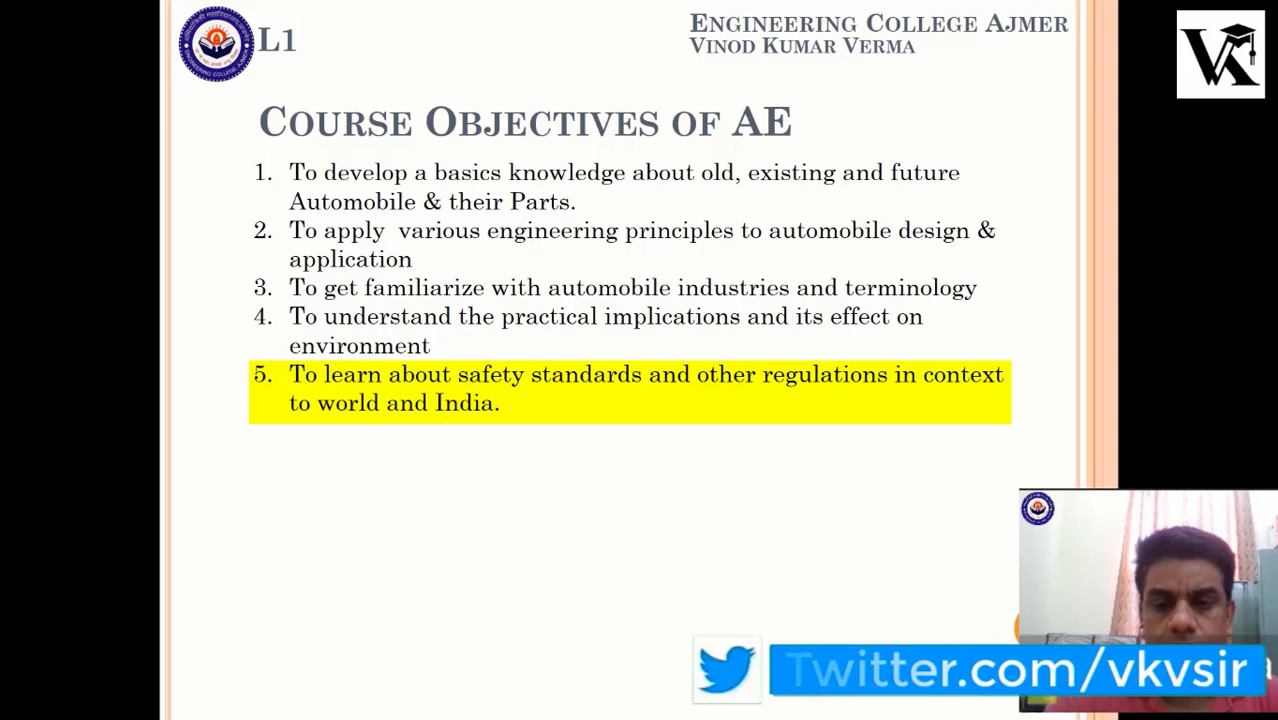 L1
ENGINEERING COLLEGE AJMER
VINOD KUMAR VERMA
COURSE OBJECTIVES OF AE
1. To develop a basics knowledge about old, existing and future
Automobile & their Parts.
2. To apply various engineering principles to automobile design &
application
3. To get familiarize with automobile industries and terminology
4. To understand the practical implications and its effect on
environment
5. To learn about safety standards and other regulations in context
to world and India.
Twitter.com/vkvsir